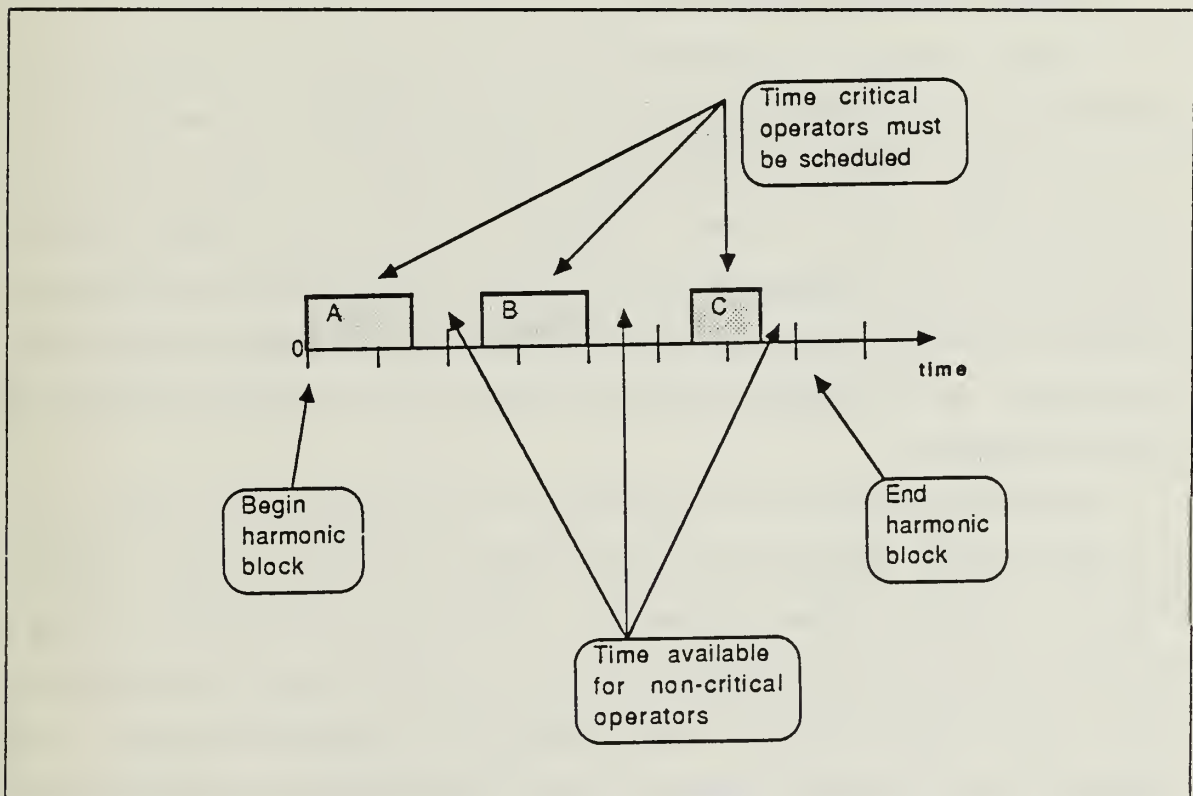 Time critical
operators must
be scheduled
A
B
C
0
time
Begin
harmonic
block
End
harmonic
block
Time available
for non-critical
operators